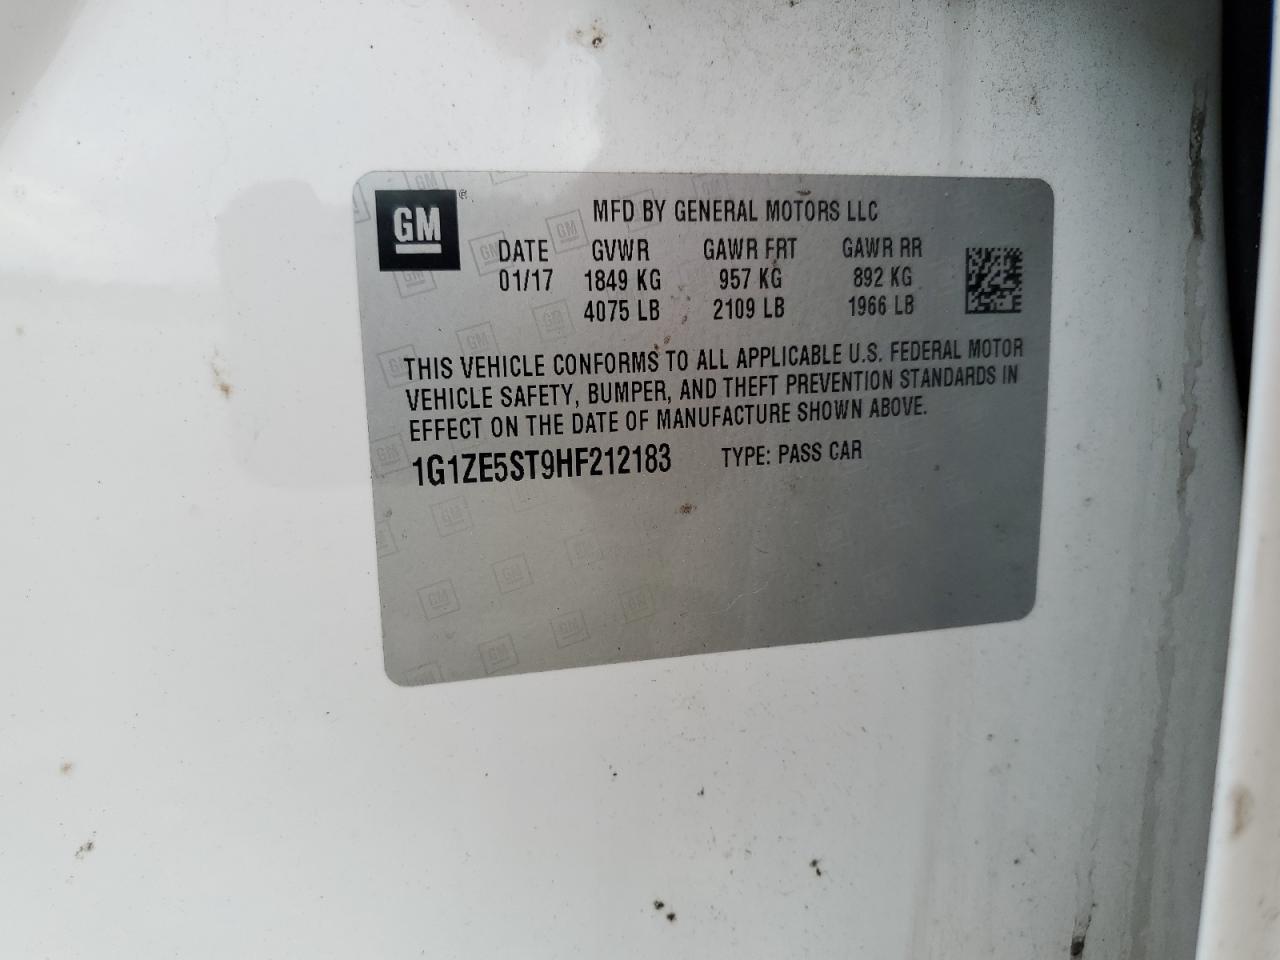 GM®
MFD BY GENERAL MOTORS LLC
DATE GVWR GAWR FRT GAWR RR
01/17 1849 KG 957 KG 892 KG
4075 LB 2109 LB 1966 LB
THIS VEHICLE CONFORMS TO ALL APPLICABLE U.S. FEDERAL MOTOR
VEHICLE SAFETY, BUMPER, AND THEFT PREVENTION STANDARDS IN
EFFECT ON THE DATE OF MANUFACTURE SHOWN ABOVE.
1G1ZE5ST9HF212183 TYPE: PASS CAR